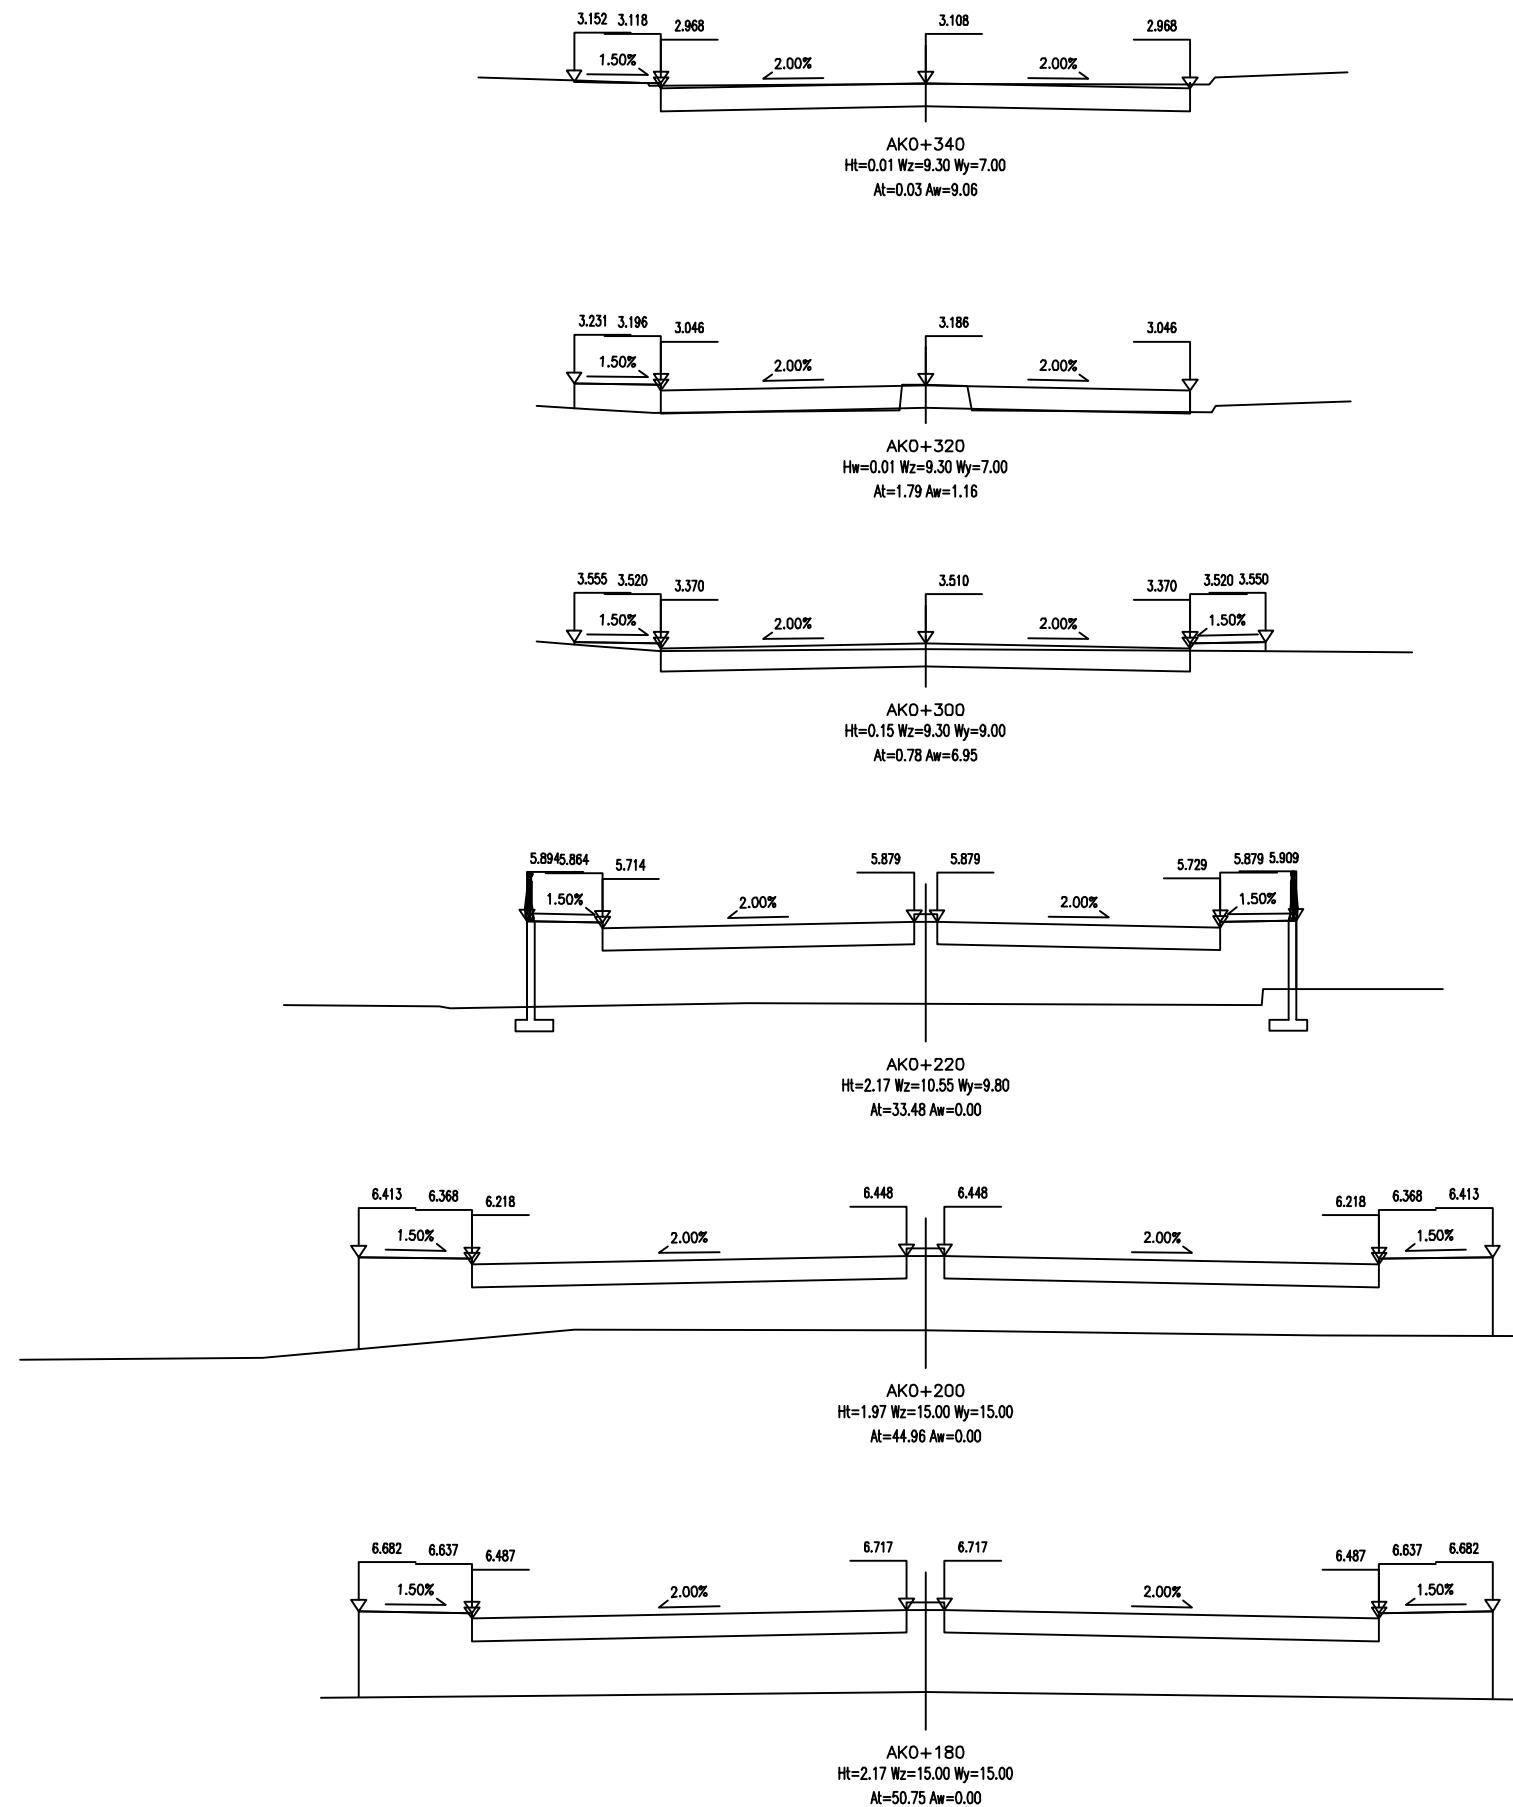 3.152 3.118 2.968 3.108 2.968
1.50% 2.00% 2.00%
AK0+340
Ht=0.01 Wz=9.30 Wy=7.00
At=0.03 Aw=9.06
3.231 3.196 3.046 3.186 3.046
1.50% 2.00% 2.00%
AK0+320
Hw=0.01 Wz=9.30 Wy=7.00
At=1.79 Aw=1.16
3.555 3.520 3.370 3.510 3.370 3.520 3.550
1.50% 2.00% 2.00% 1.50%
AK0+300
Ht=0.15 Wz=9.30 Wy=9.00
At=0.78 Aw=6.95
5.894 5.864 5.714 5.879 5.879 5.729 5.879 5.909
1.50% 2.00% 2.00% 1.50%
AK0+220
Ht=2.17 Wz=10.55 Wy=9.80
At=33.48 Aw=0.00
6.413 6.368 6.218 6.448 6.448 6.218 6.368 6.413
1.50% 2.00% 2.00% 1.50%
AK0+200
Ht=1.97 Wz=15.00 Wy=15.00
At=44.96 Aw=0.00
6.682 6.637 6.487 6.717 6.717 6.487 6.637 6.682
1.50% 2.00% 2.00% 1.50%
AK0+180
Ht=2.17 Wz=15.00 Wy=15.00
At=50.75 Aw=0.00